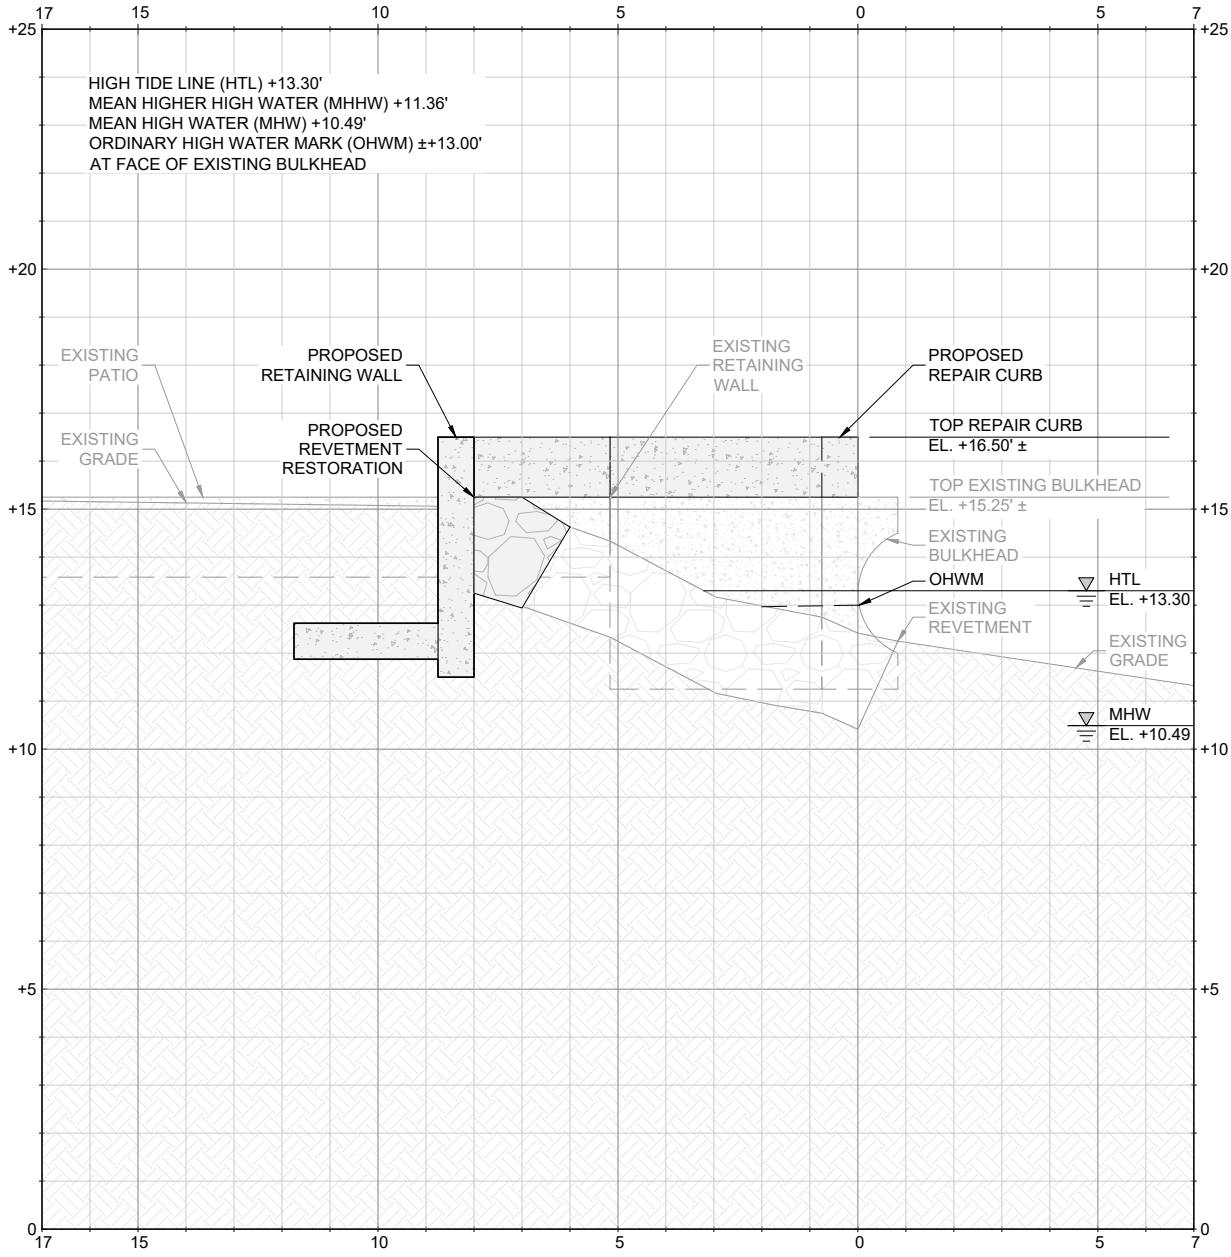 17 15 10 5 0 5 7
+25 +25
HIGH TIDE LINE (HTL) +13.30'
MEAN HIGHER HIGH WATER (MHHW) +11.36'
MEAN HIGH WATER (MHW) +10.49'
ORDINARY HIGH WATER MARK (OHWM) ±+13.00'
AT FACE OF EXISTING BULKHEAD
+20 +20
EXISTING
PATIO
PROPOSED
RETAINING WALL
EXISTING
RETAINING
WALL
PROPOSED
REPAIR CURB
EXISTING
GRADE
PROPOSED
REVETMENT
RESTORATION
TOP REPAIR CURB
EL. +16.50' ±
TOP EXISTING BULKHEAD
EL. +15.25' ±
+15 +15
EXISTING
BULKHEAD
OHWM
HTL
EL. +13.30
EXISTING
REVETMENT
EXISTING
GRADE
MHW
EL. +10.49
+10 +10
+5 +5
0 0
17 15 10 5 0 5 7